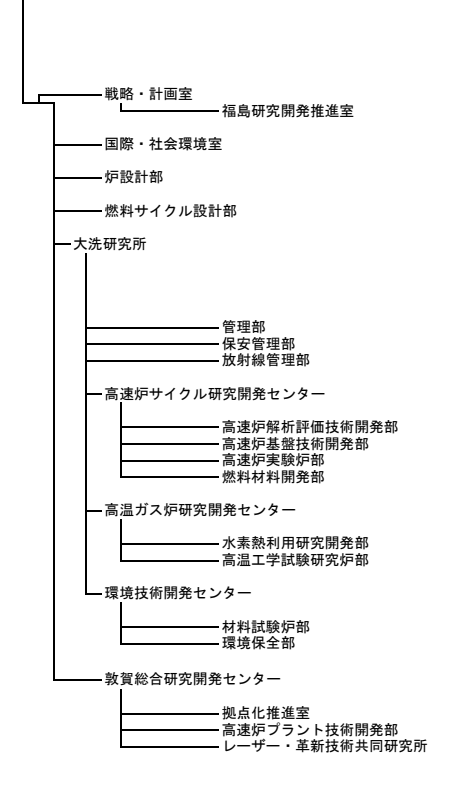 戦略・計画室
福島研究開発推進室
国際・社会環境室
炉設計部
燃料サイクル設計部
大洗研究所
管理部
保安管理部
放射線管理部
高速炉サイクル研究開発センター
高速炉解析評価技術開発部
高速炉基盤技術開発部
高速炉実験炉部
燃料材料開発部
高温ガス炉研究開発センター
水素熱利用研究開発部
高温工学試験研究炉部
環境技術開発センター
材料試験炉部
環境保全部
敦賀総合研究開発センター
拠点化推進室
高速炉プラント技術開発部
レーザー・革新技術共同研究所